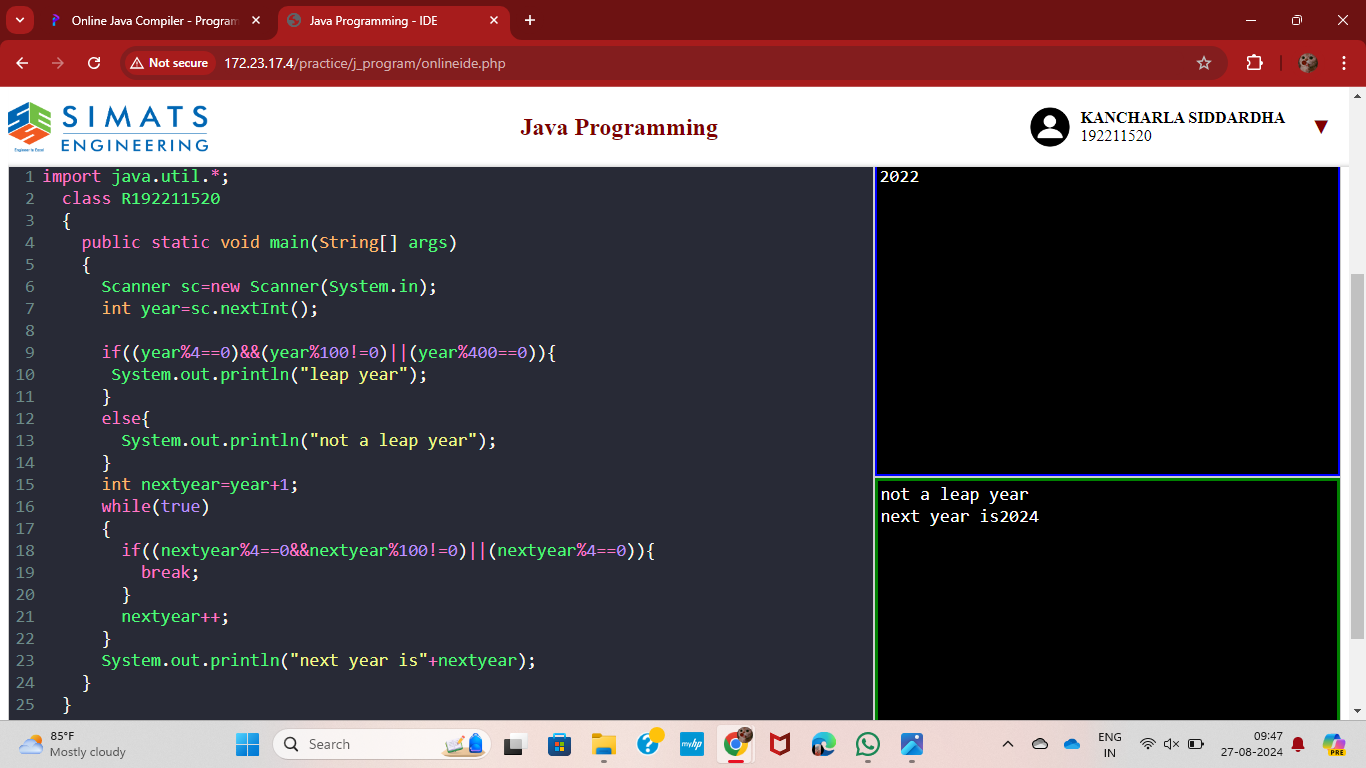 Online Java Compiler - Program
Java Programming - IDE
Not secure
172.23.17.4/practice/j_program/onlineide.php
SIMATS
ENGINEERING
Engineer to Excel
Java Programming
KANCHARLA SIDDARDHA
192211520
1 import java.util.*;
2 class R192211520
3 {
4 public static void main(String[] args)
5 {
6 Scanner sc=new Scanner(System.in);
7 int year=sc.nextInt();
8
9 if((year%4==0)&&(year%100!=0)||(year%400==0)){
10 System.out.println("leap year");
11 }
12 else{
13 System.out.println("not a leap year");
14 }
15 int nextyear=year+1;
16 while(true)
17 {
18 if((nextyear%4==0&&nextyear%100!=0)||(nextyear%4==0)){
19 break;
20 }
21 nextyear++;
22 }
23 System.out.println("next year is"+nextyear);
24 }
25 }
2022
not a leap year
next year is2024
85°F
Mostly cloudy
Search
myhp
ENG
IN
09:47
27-08-2024
PRE